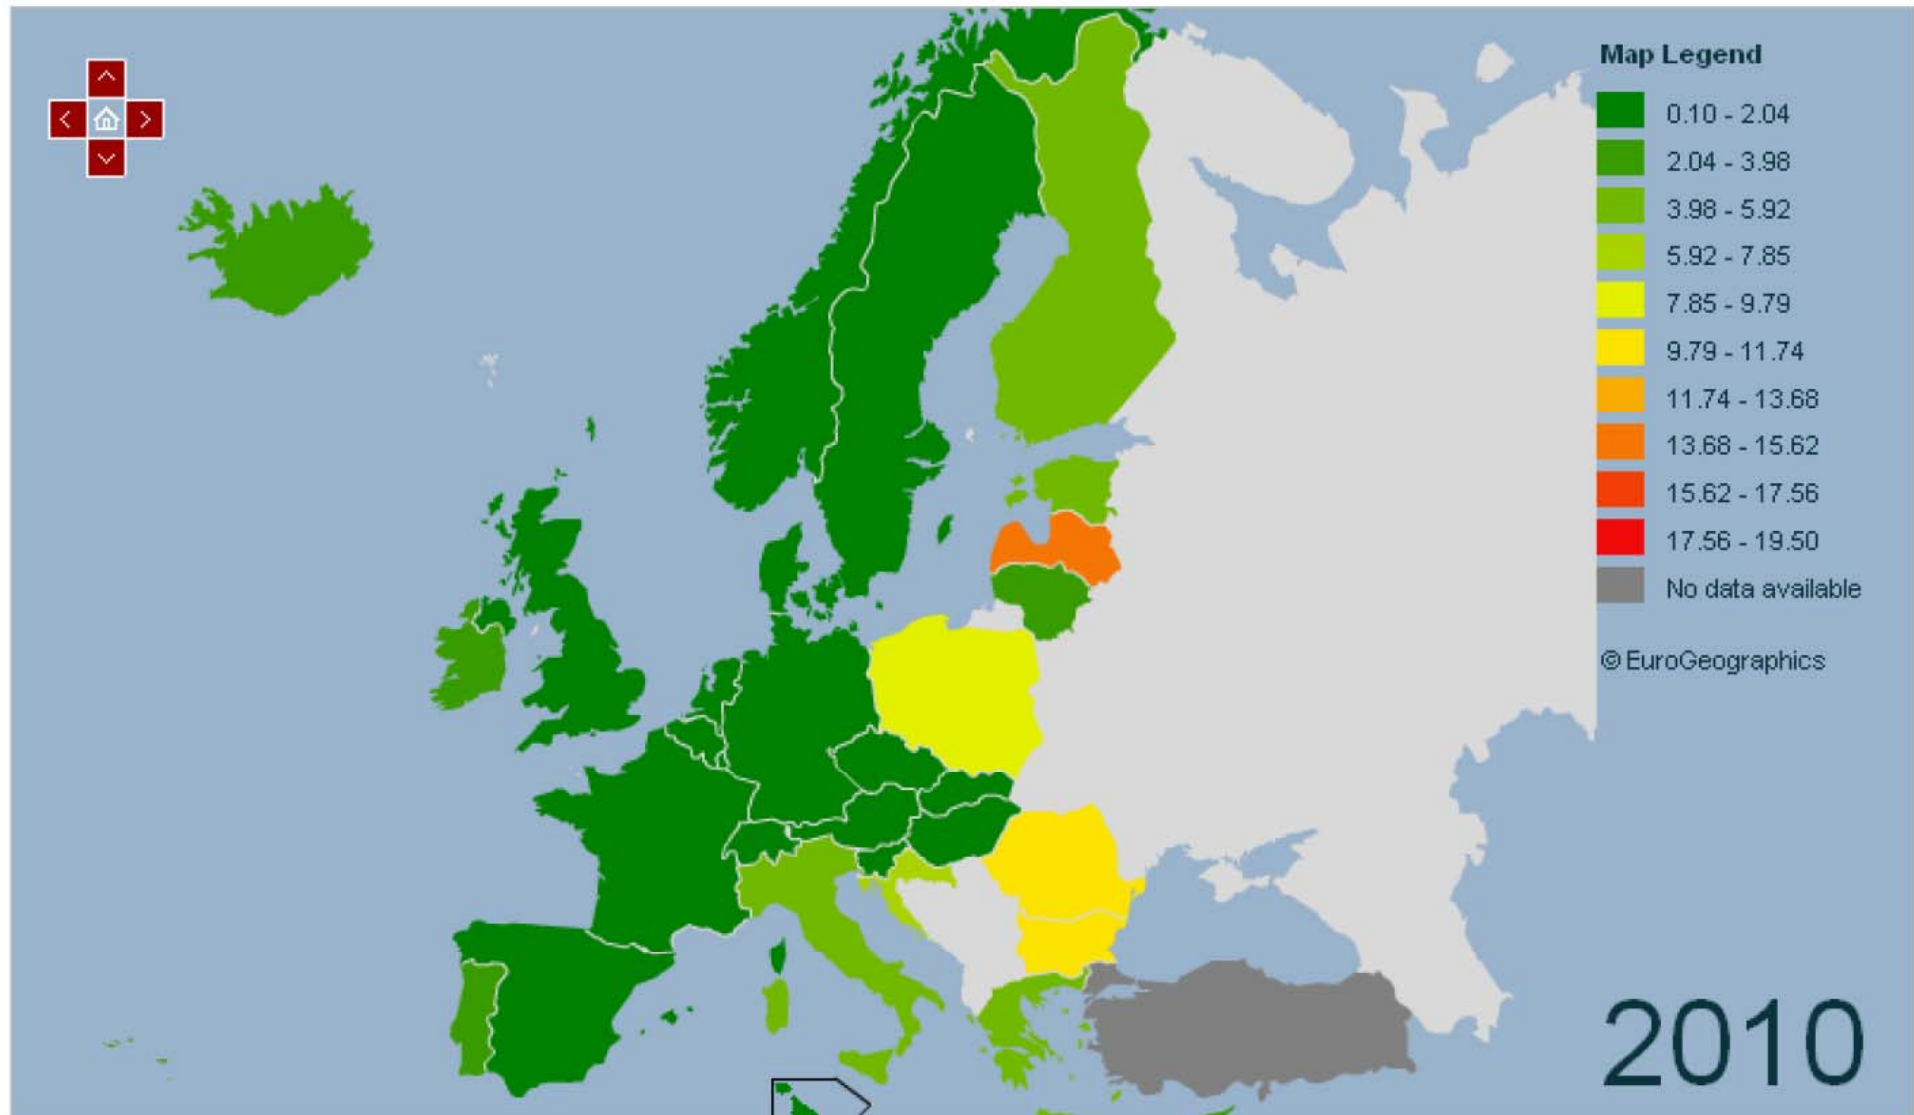 Map Legend
0.10 - 2.04
2.04 - 3.98
3.98 - 5.92
5.92 - 7.85
7.85 - 9.79
9.79 - 11.74
11.74 - 13.68
13.68 - 15.62
15.62 - 17.56
17.56 - 19.50
No data available
© EuroGeographics
2010